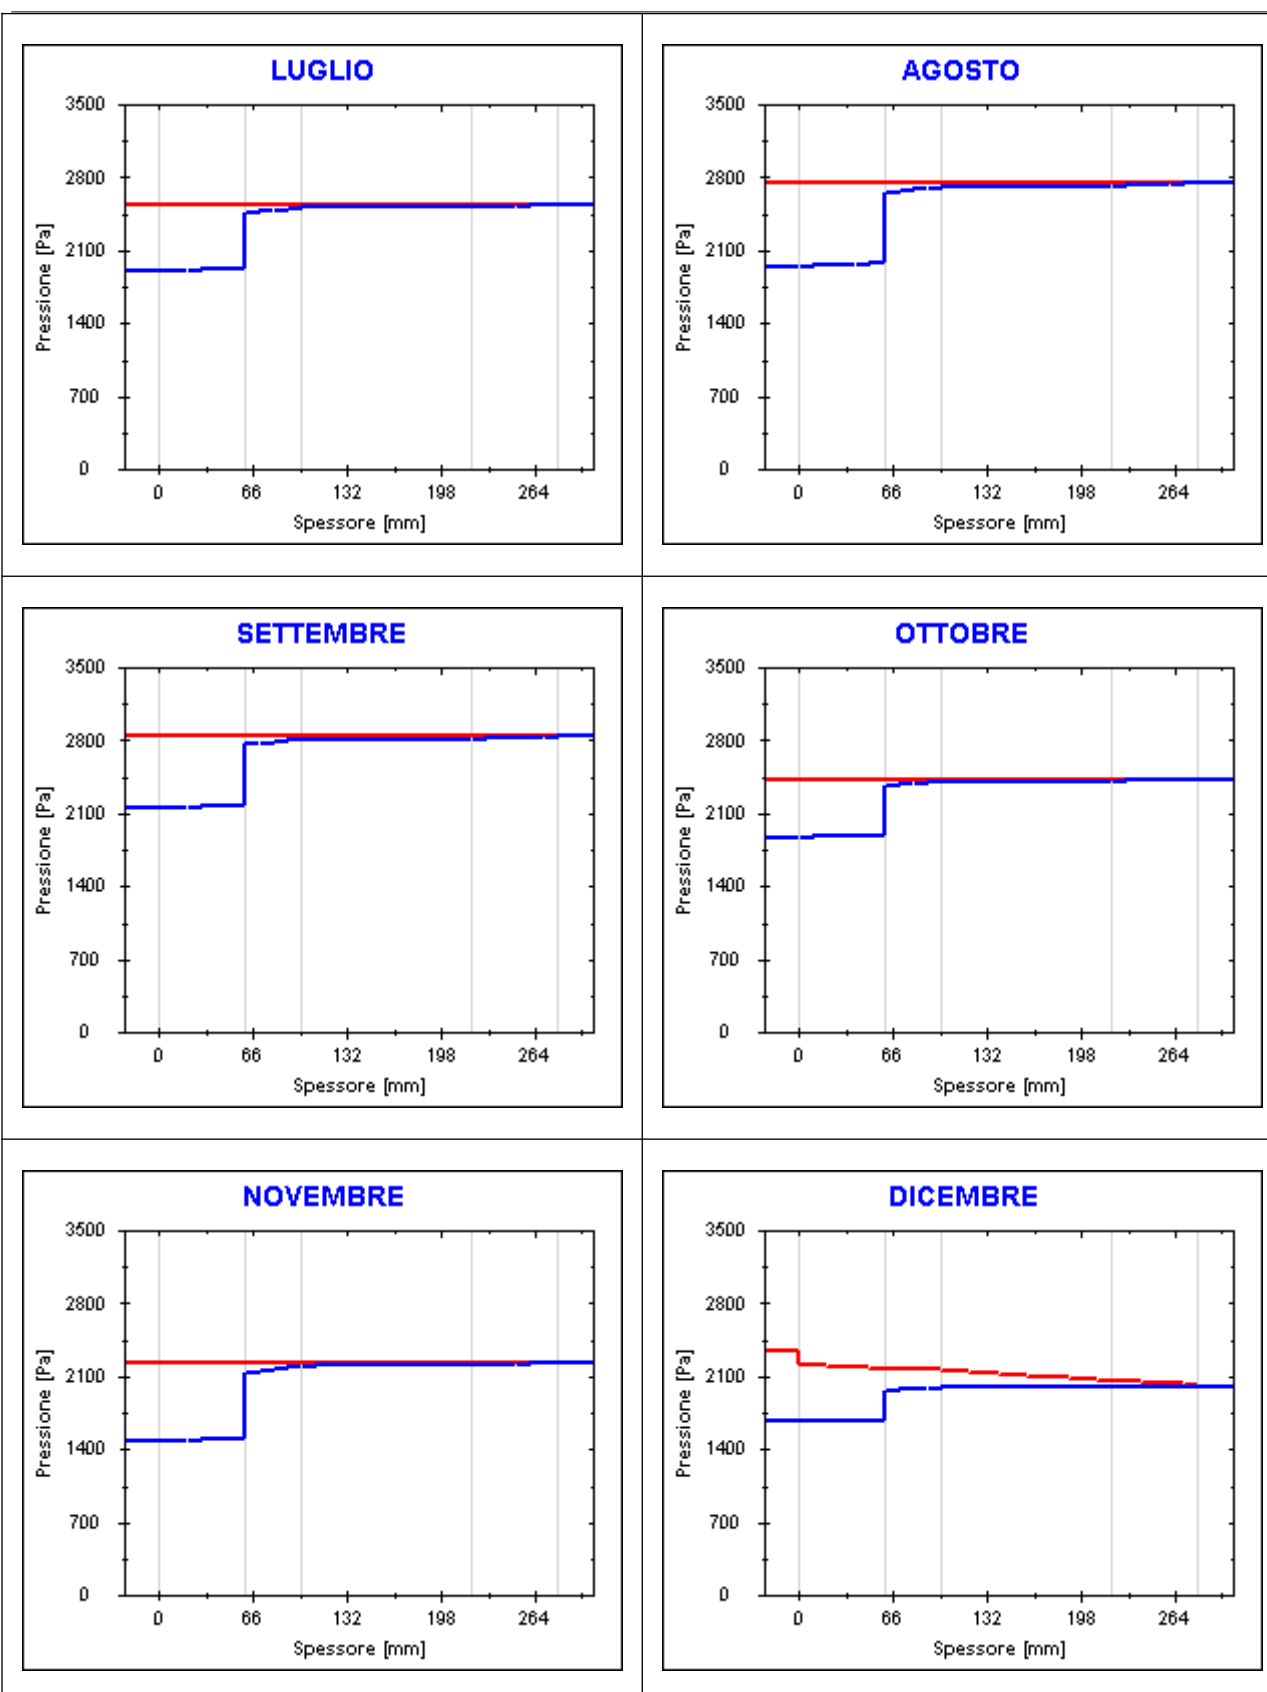 LUGLIO
3500
2800
2100
1400
700
0
Pressione [Pa]
0 66 132 198 264
Spessore [mm]
AGOSTO
3500
2800
2100
1400
700
0
Pressione [Pa]
0 66 132 198 264
Spessore [mm]
SETTEMBRE
3500
2800
2100
1400
700
0
Pressione [Pa]
0 66 132 198 264
Spessore [mm]
OTTOBRE
3500
2800
2100
1400
700
0
Pressione [Pa]
0 66 132 198 264
Spessore [mm]
NOVEMBRE
3500
2800
2100
1400
700
0
Pressione [Pa]
0 66 132 198 264
Spessore [mm]
DICEMBRE
3500
2800
2100
1400
700
0
Pressione [Pa]
0 66 132 198 264
Spessore [mm]